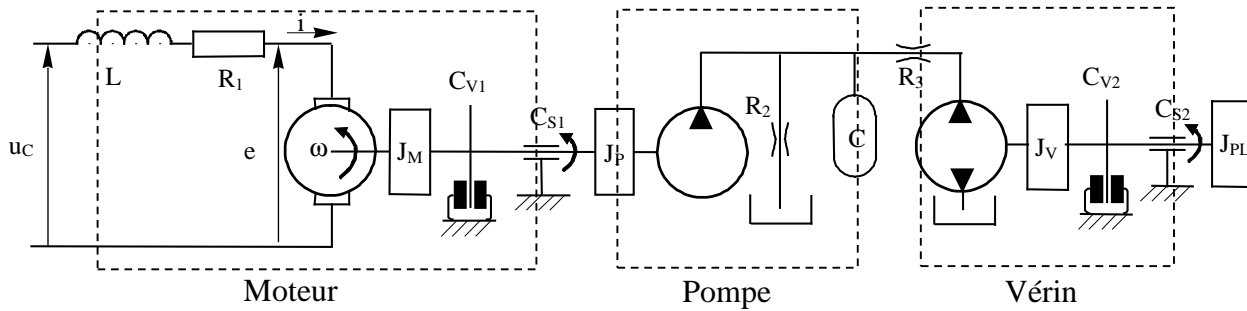 i
L
R1
CV1
CS1
R2
R3
CV2
CS2
uC
e
ω
JM
JP
C
JV
JPL
Moteur
Pompe
Vérin